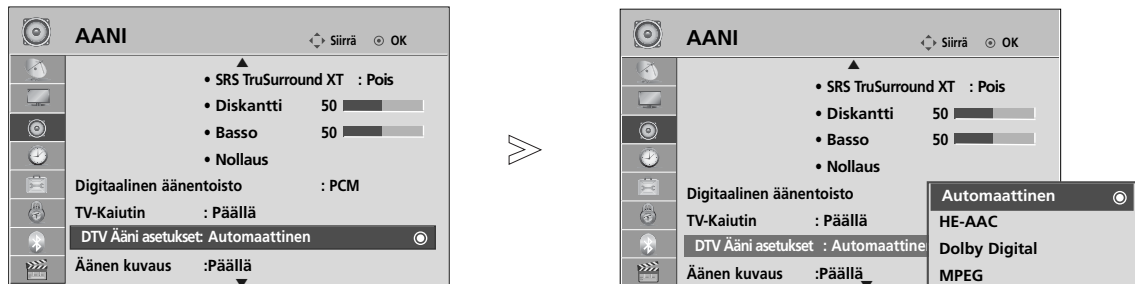 AANI
Siirrä OK
• SRS TruSurround XT : Pois
• Diskantti 50
• Basso 50
• Nollaus
Digitaalinen äänentoisto : PCM
TV-Kaiutin : Päällä
DTV Ääni asetukset: Automaattinen
Äänen kuvaus :Päällä
AANI
Siirrä OK
• SRS TruSurround XT : Pois
• Diskantti 50
• Basso 50
• Nollaus
Digitaalinen äänentoisto
TV-Kaiutin : Päällä
DTV Ääni asetukset : Automaattine
Äänen kuvaus :Päällä
Automaattinen
HE-AAC
Dolby Digital
MPEG